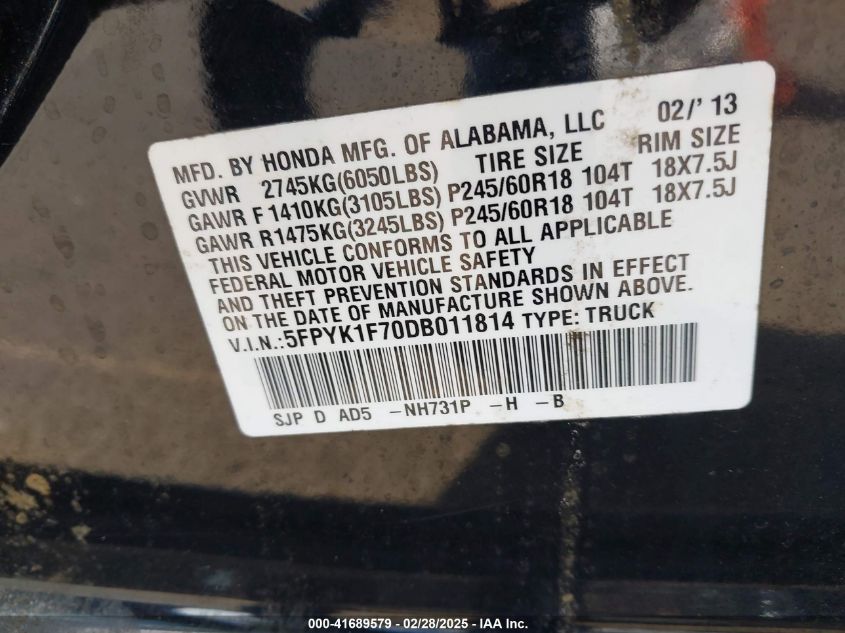 MFD. BY HONDA MFG. OF ALABAMA, LLC 02/'13
GVWR 2745KG(6050LBS) TIRE SIZE RIM SIZE
GAWR F 1410KG(3105LBS) P245/60R18 104T 18X7.5J
GAWR R1475KG(3245LBS) P245/60R18 104T 18X7.5J
THIS VEHICLE CONFORMS TO ALL APPLICABLE
FEDERAL MOTOR VEHICLE SAFETY
AND THEFT PREVENTION STANDARDS IN EFFECT
ON THE DATE OF MANUFACTURE SHOWN ABOVE.
V.I.N.:5FPYK1F70DB011814 TYPE: TRUCK
SJP D AD5 -NH731P -H -B
000-41689579 / 02/28/2025 - IAA Inc.